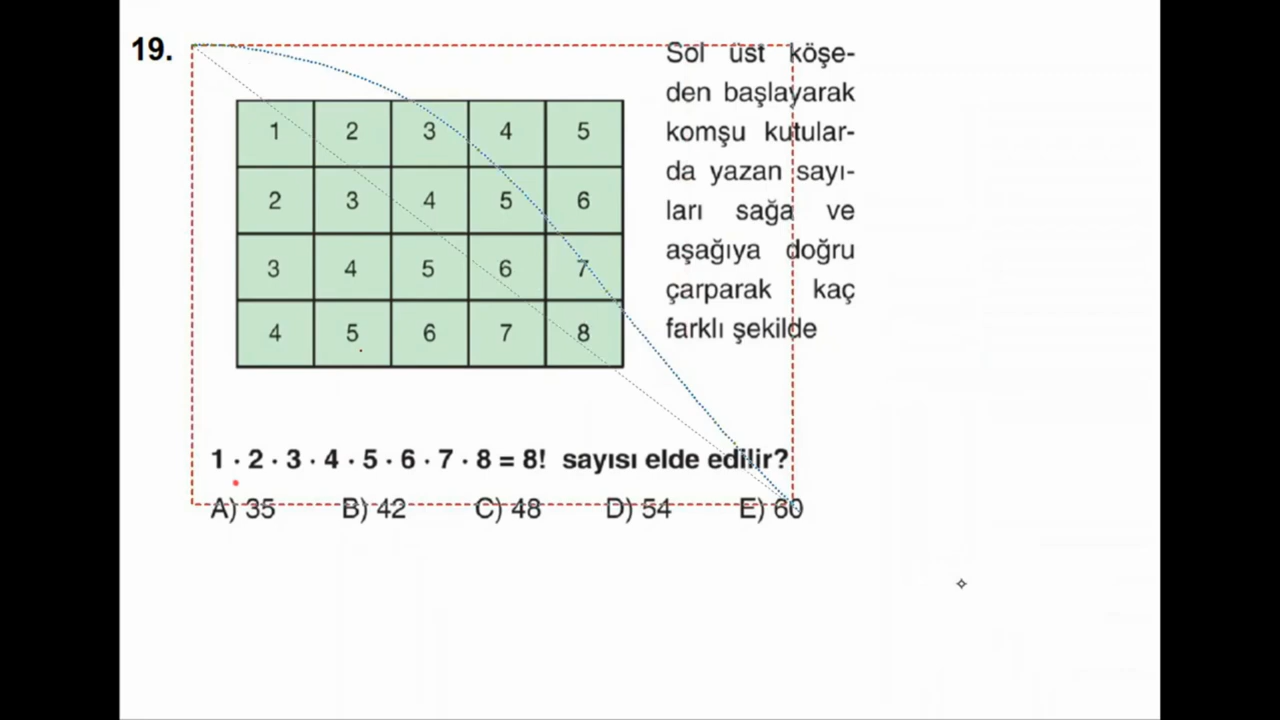 19.
1 2 3 4 5
2 3 4 5 6
3 4 5 6 7
4 5 6 7 8
Sol üst köşe-
den başlayarak
komşu kutular-
da yazan sayı-
ları sağa ve
aşağıya doğru
çarparak kaç
farklı şekilde
1 · 2 · 3 · 4 · 5 · 6 · 7 · 8 = 8! sayısı elde edilir?
A) 35 B) 42 C) 48 D) 54 E) 60